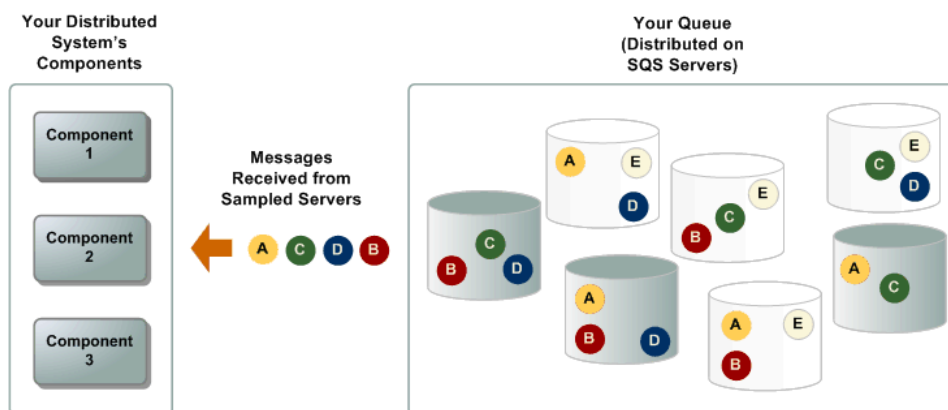 Your Distributed
System's
Components
Component
1
Component
2
Component
3
Messages
Received from
Sampled Servers
A C D B
Your Queue
(Distributed on
SQS Servers)
A E
D
E
C
B
E
C
D
C
B D
A
B D
A E
B
A
C